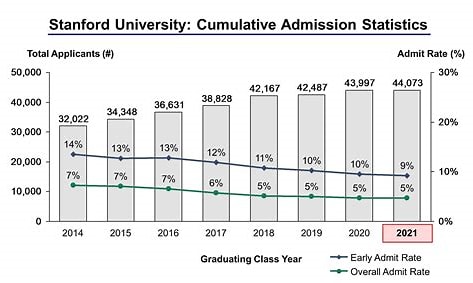 Stanford University: Cumulative Admission Statistics
Total Applicants (#) Admit Rate (%)
50,000 30%
42,167 42,487 43,997 44,073
40,000 38,828
34,348 36,631
32,022
30,000 20%
14% 13% 13% 12% 11% 10% 10% 9%
20,000
10% 
7% 7% 7% 6% 5% 5% 5% 5%
10,000
0 0%
2014 2015 2016 2017 2018 2019 2020 2021
Graduating Class Year
Early Admit Rate
Overall Admit Rate